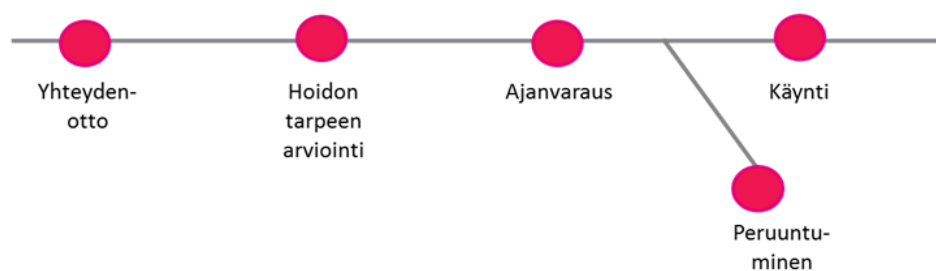 Yhteyden-
otto
Hoidon
tarpeen
arviointi
Ajanvaraus
Käynti
Peruuntu-
minen